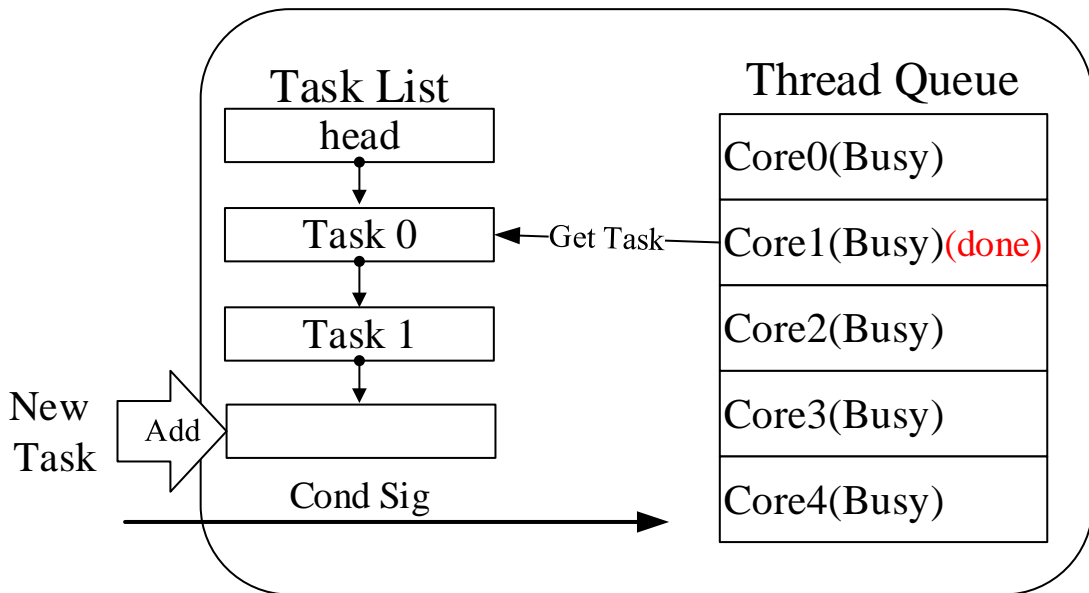 Task List
head
Task 0
Task 1
New
Task
Add
Cond Sig
Get Task
Thread Queue
Core0(Busy)
Core1(Busy)(done)
Core2(Busy)
Core3(Busy)
Core4(Busy)